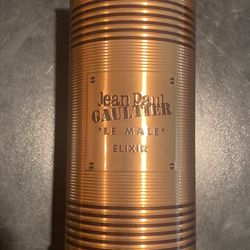 Jean Paul
GAULTIER
"LE MALE"
ELIXIR